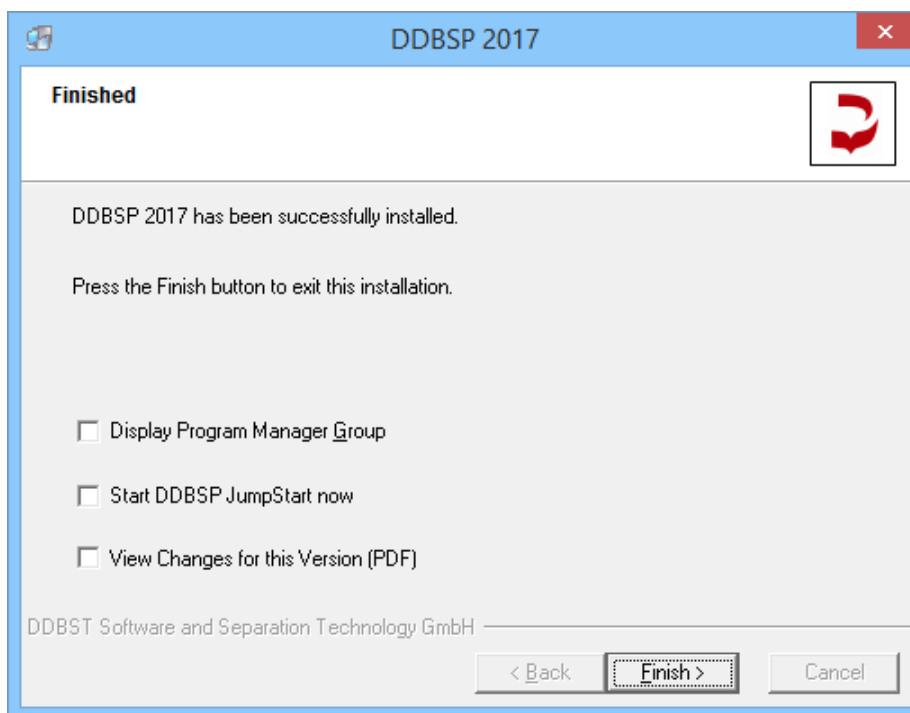 DDBSP 2017
Finished
DDBSP 2017 has been successfully installed.
Press the Finish button to exit this installation.
Display Program Manager Group
Start DDBSP JumpStart now
View Changes for this Version (PDF)
DDBST Software and Separation Technology GmbH
< Back
Finish >
Cancel